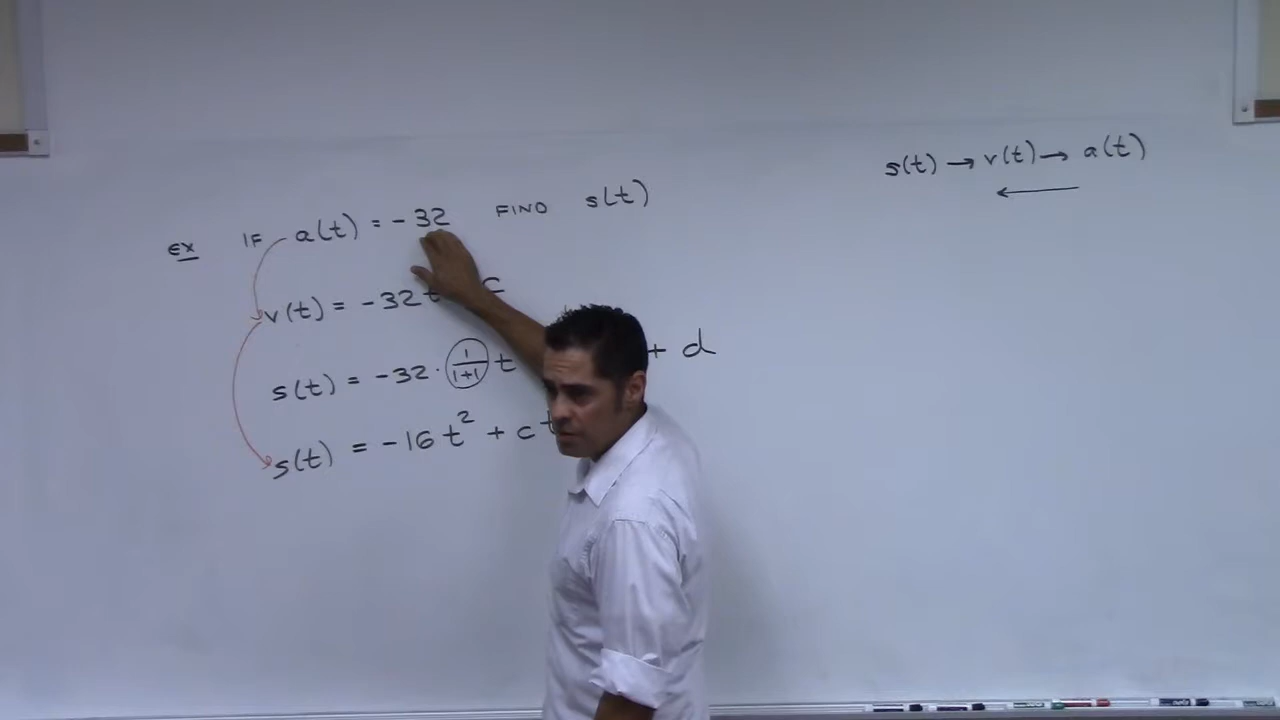 s(t) → v(t) → a(t)
←
ex IF a(t) = -32 FIND s(t)
v(t) = -32t c
s(t) = -32 · 1/(1+1) t + d
s(t) = -16t² + ct